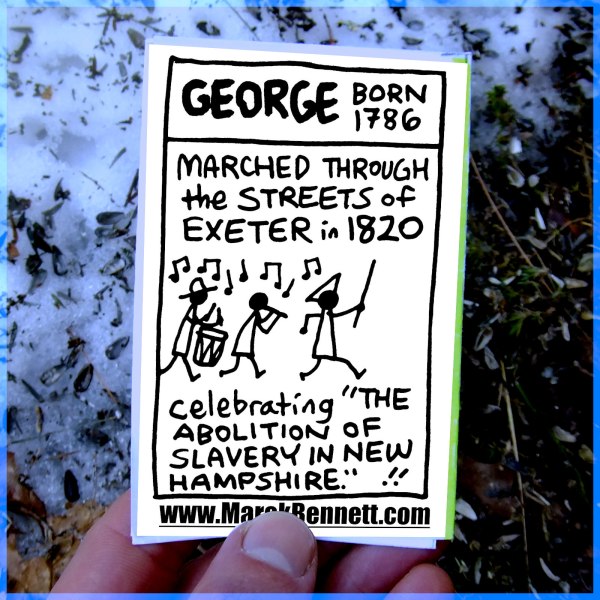 GEORGE BORN 1786
MARCHED THROUGH
the STREETS of
EXETER in 1820
celebrating "THE
ABOLITION OF
SLAVERY IN NEW
HAMPSHIRE." !!
www.MarekBennett.com